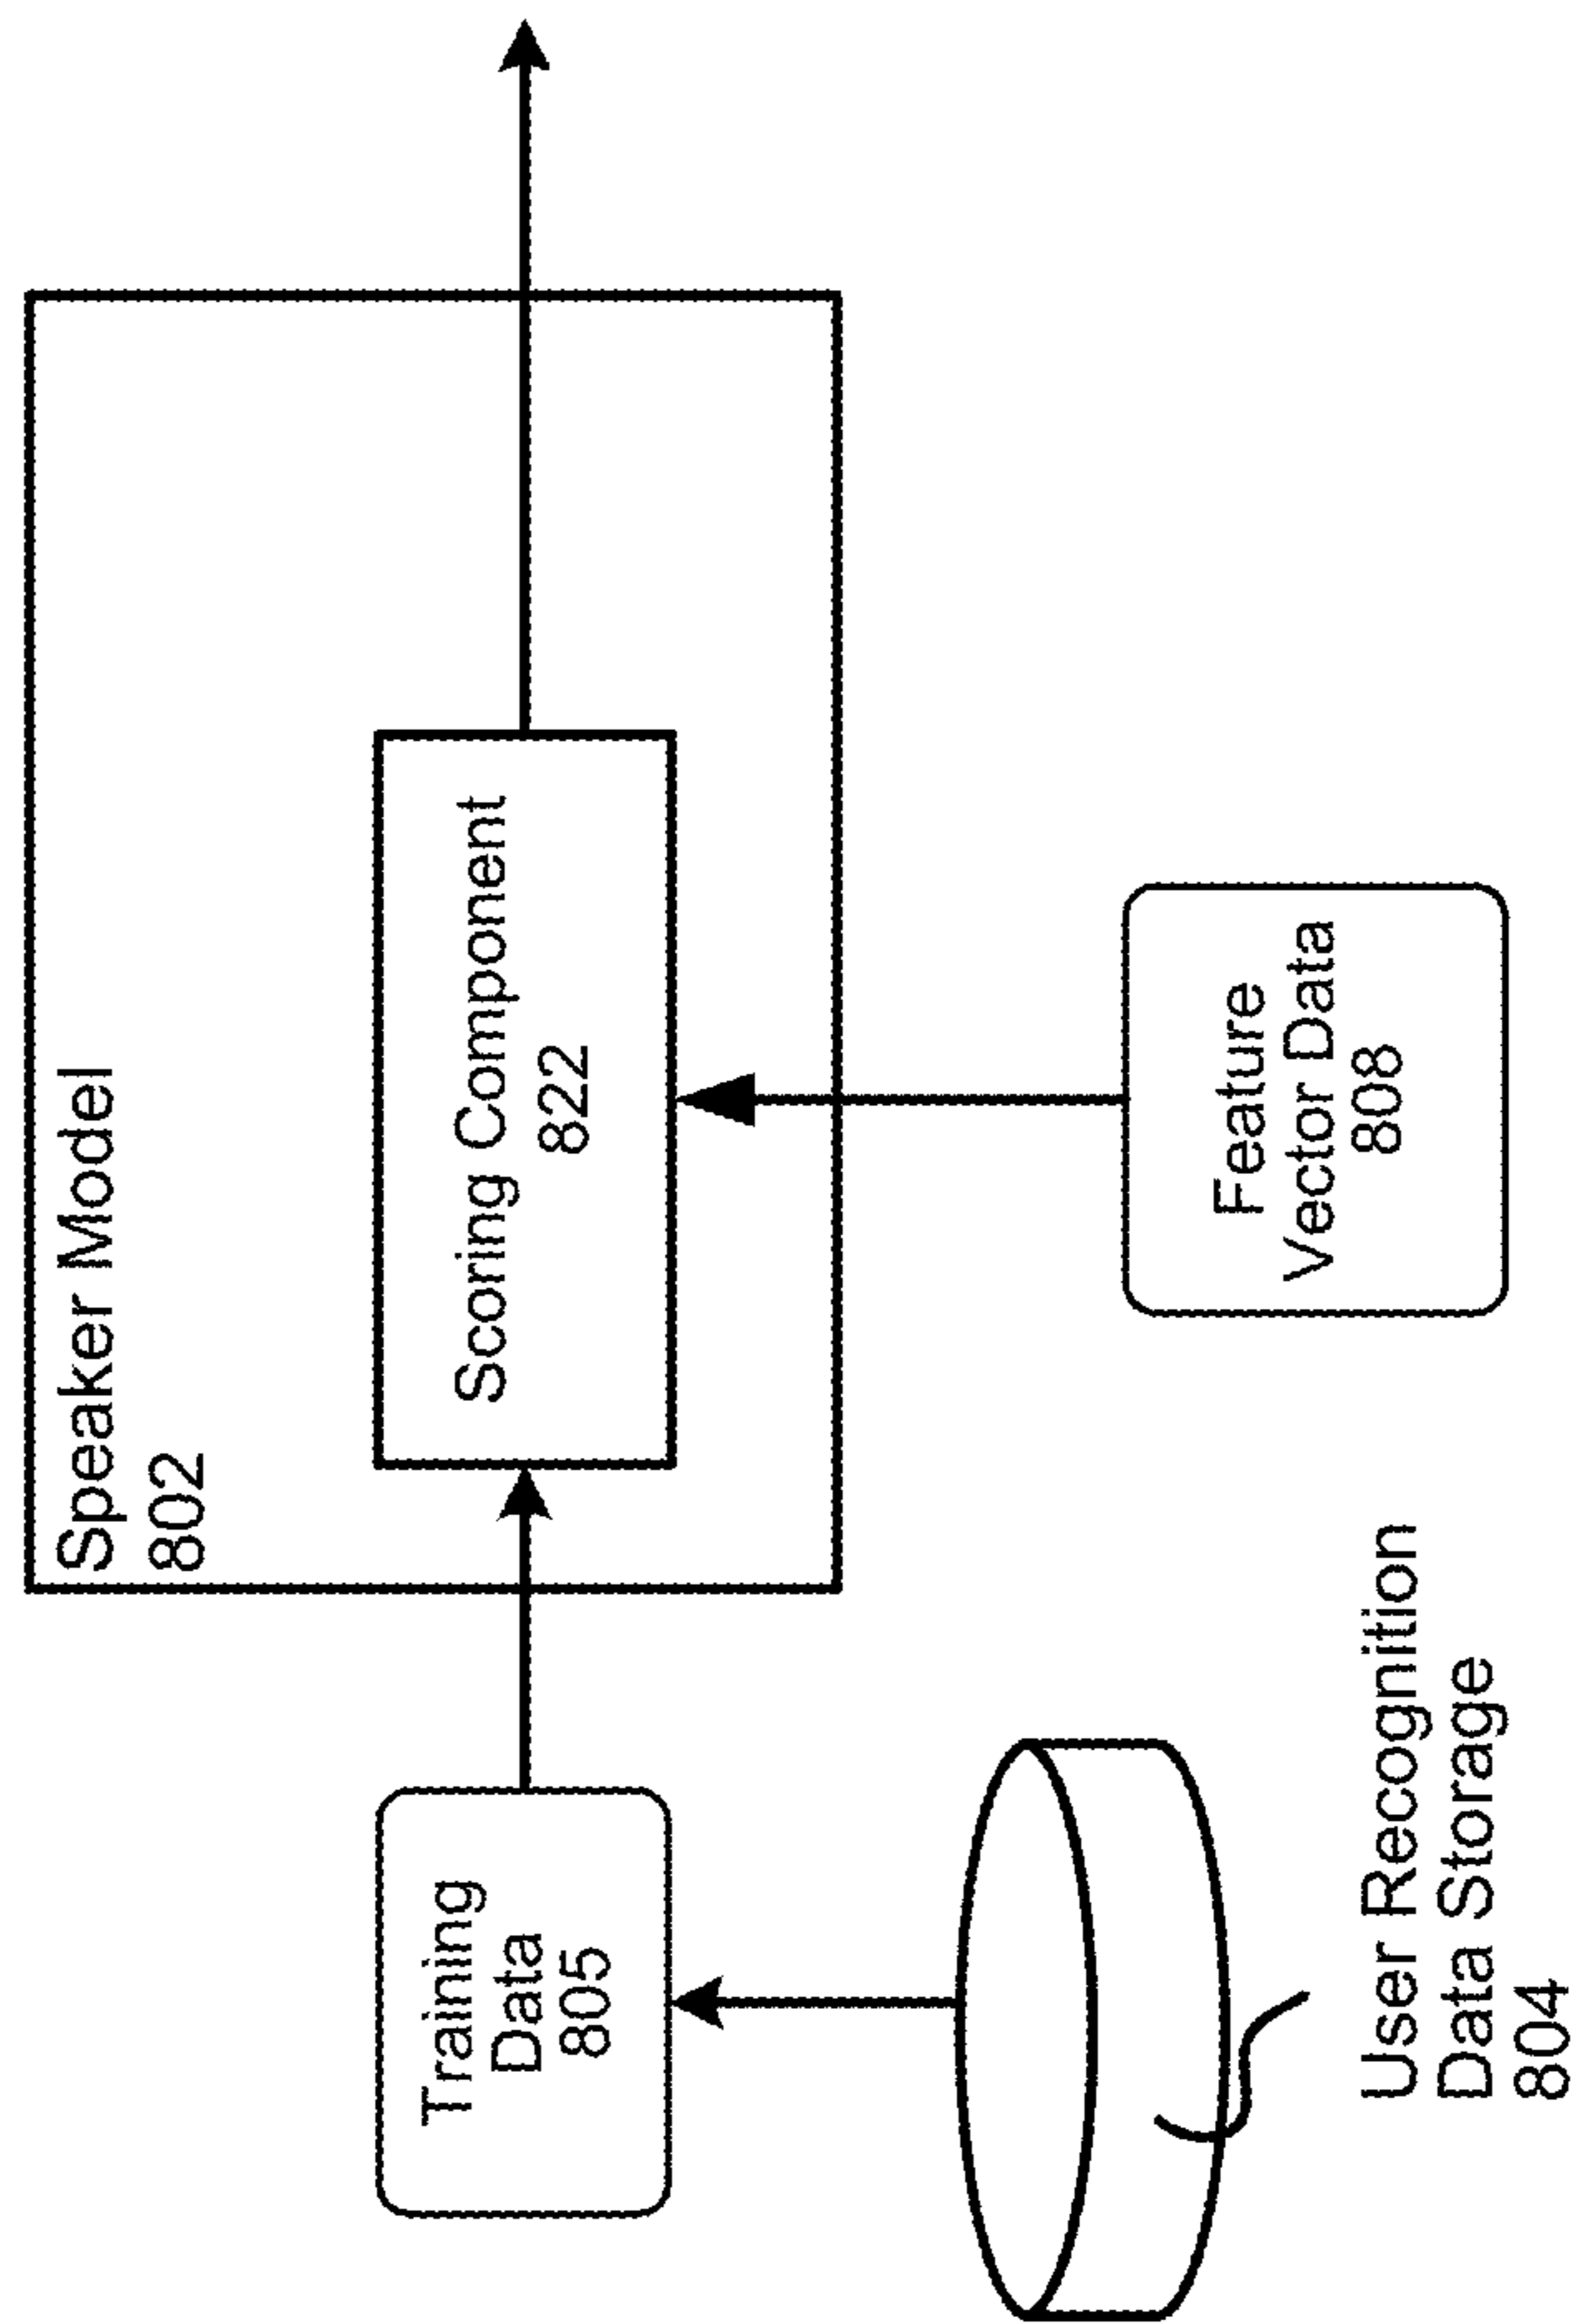 Speaker Model
802
Training
Data
805
Scoring Component
822
User Recognition
Data Storage
804
Feature
Vector Data
808